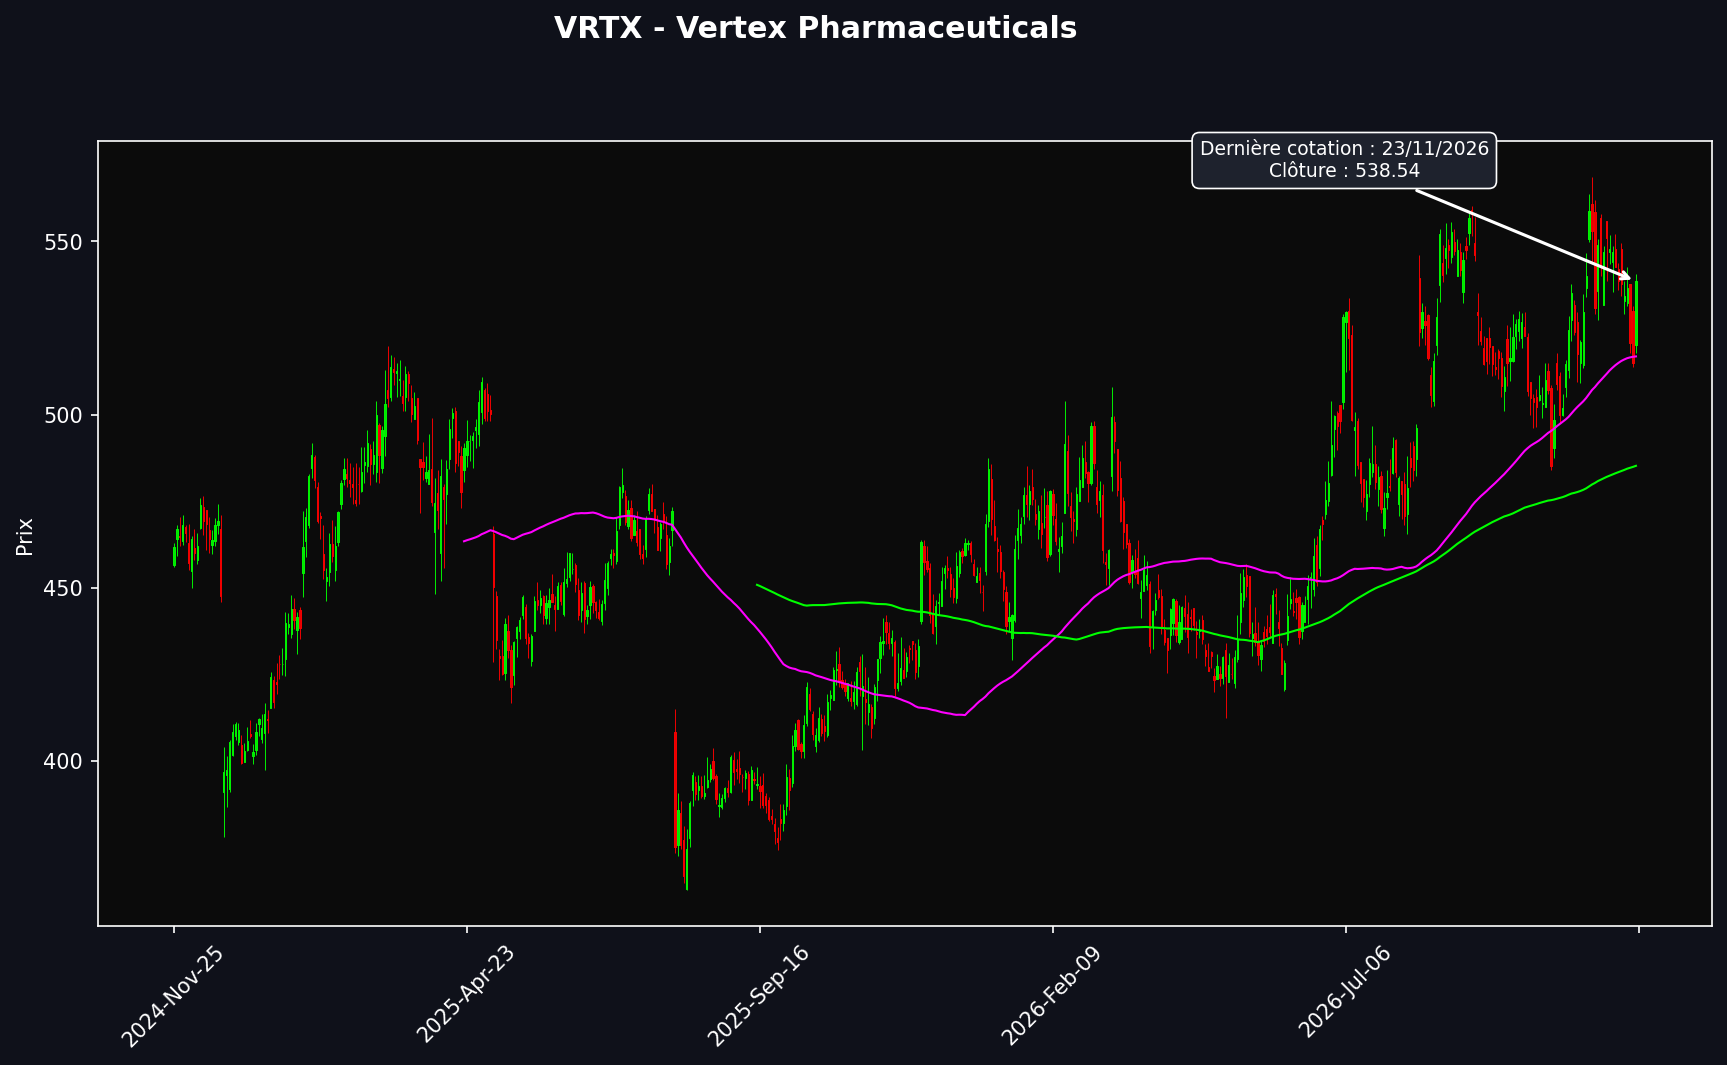 VRTX - Vertex Pharmaceuticals
Dernière cotation : 23/11/2026
Clôture : 538.54
Prix
550
500
450
400
2024-Nov-25
2025-Apr-23
2025-Sep-16
2026-Feb-09
2026-Jul-06